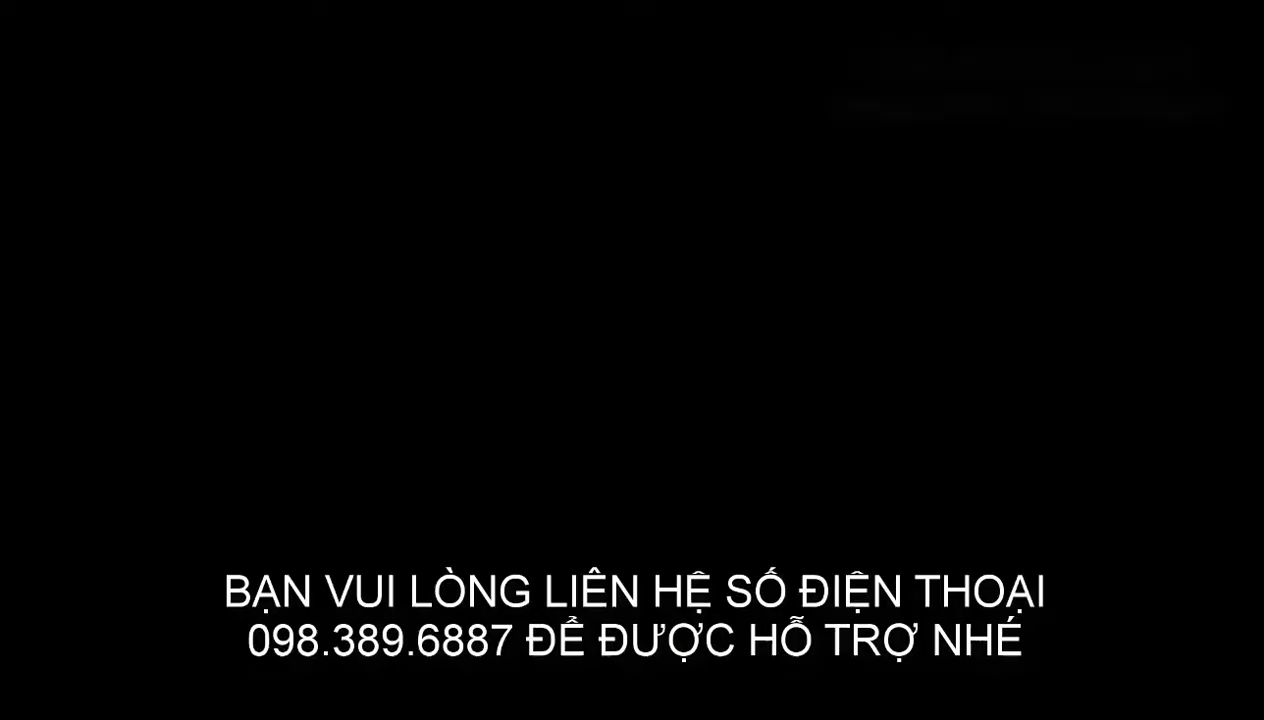 BẠN VUI LÒNG LIÊN HỆ SỐ ĐIỆN THOẠI
098.389.6887 ĐỂ ĐƯỢC HỖ TRỢ NHÉ